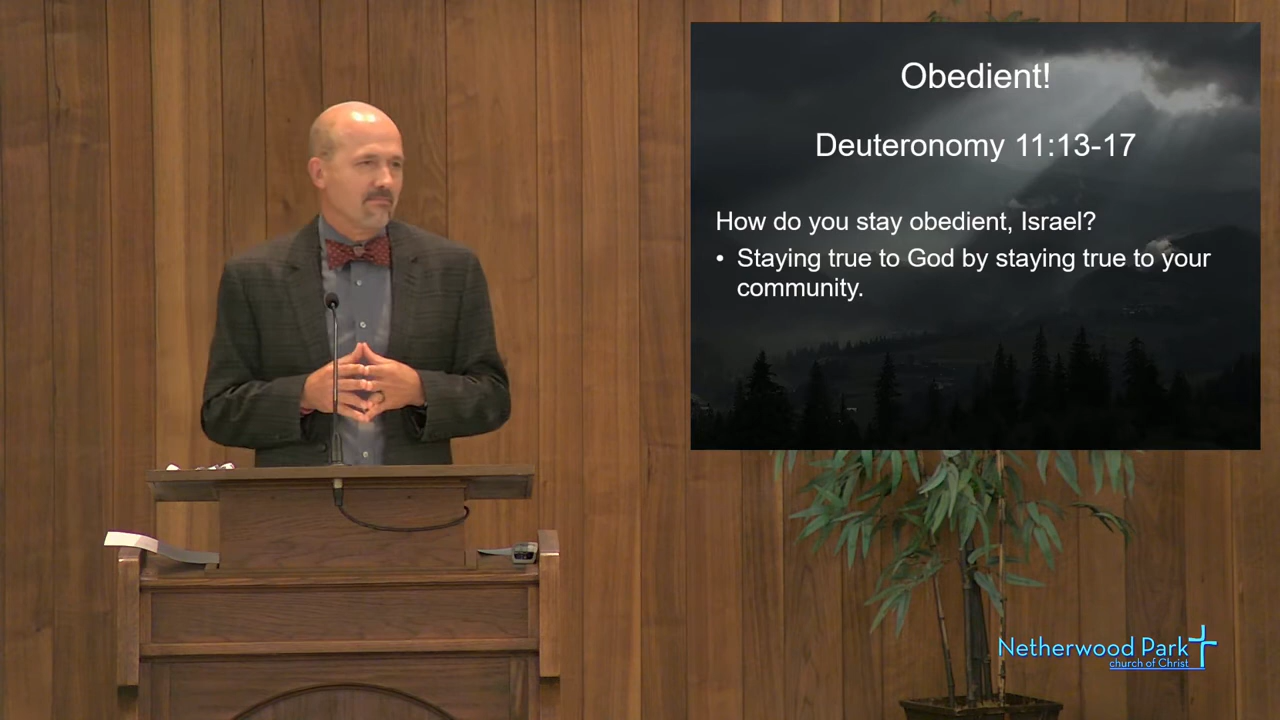 Obedient!
Deuteronomy 11:13-17
How do you stay obedient, Israel?
• Staying true to God by staying true to your
community.
Netherwood Park
church of Christ